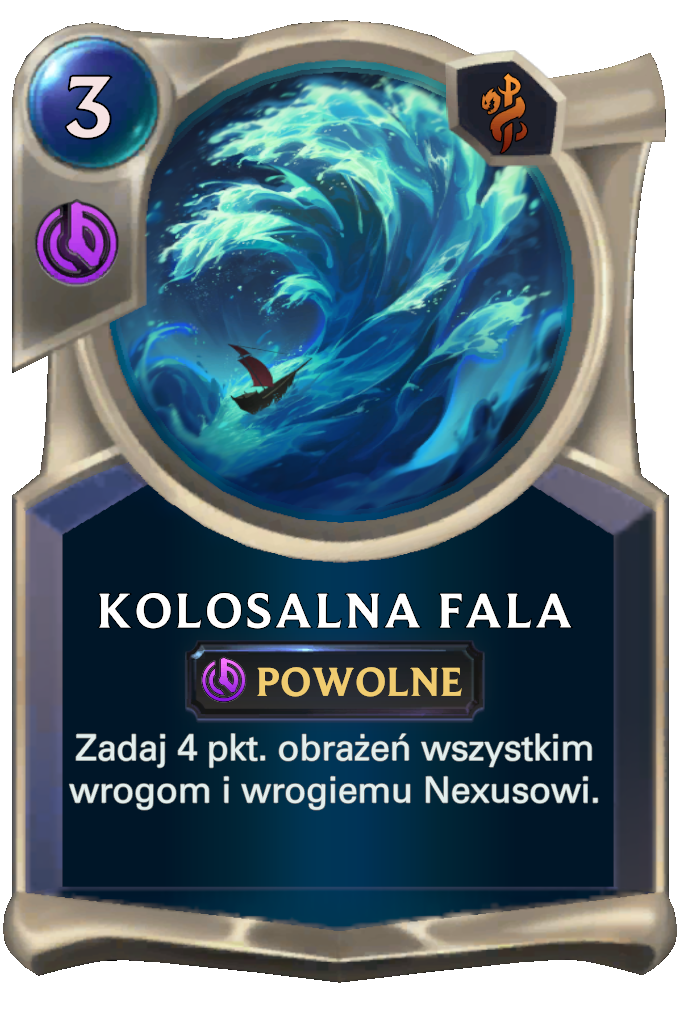 3
KOLOSALNA FALA
POWOLNE
Zadaj 4 pkt. obrażeń wszystkim
wrogom i wrogiemu Nexusowi.